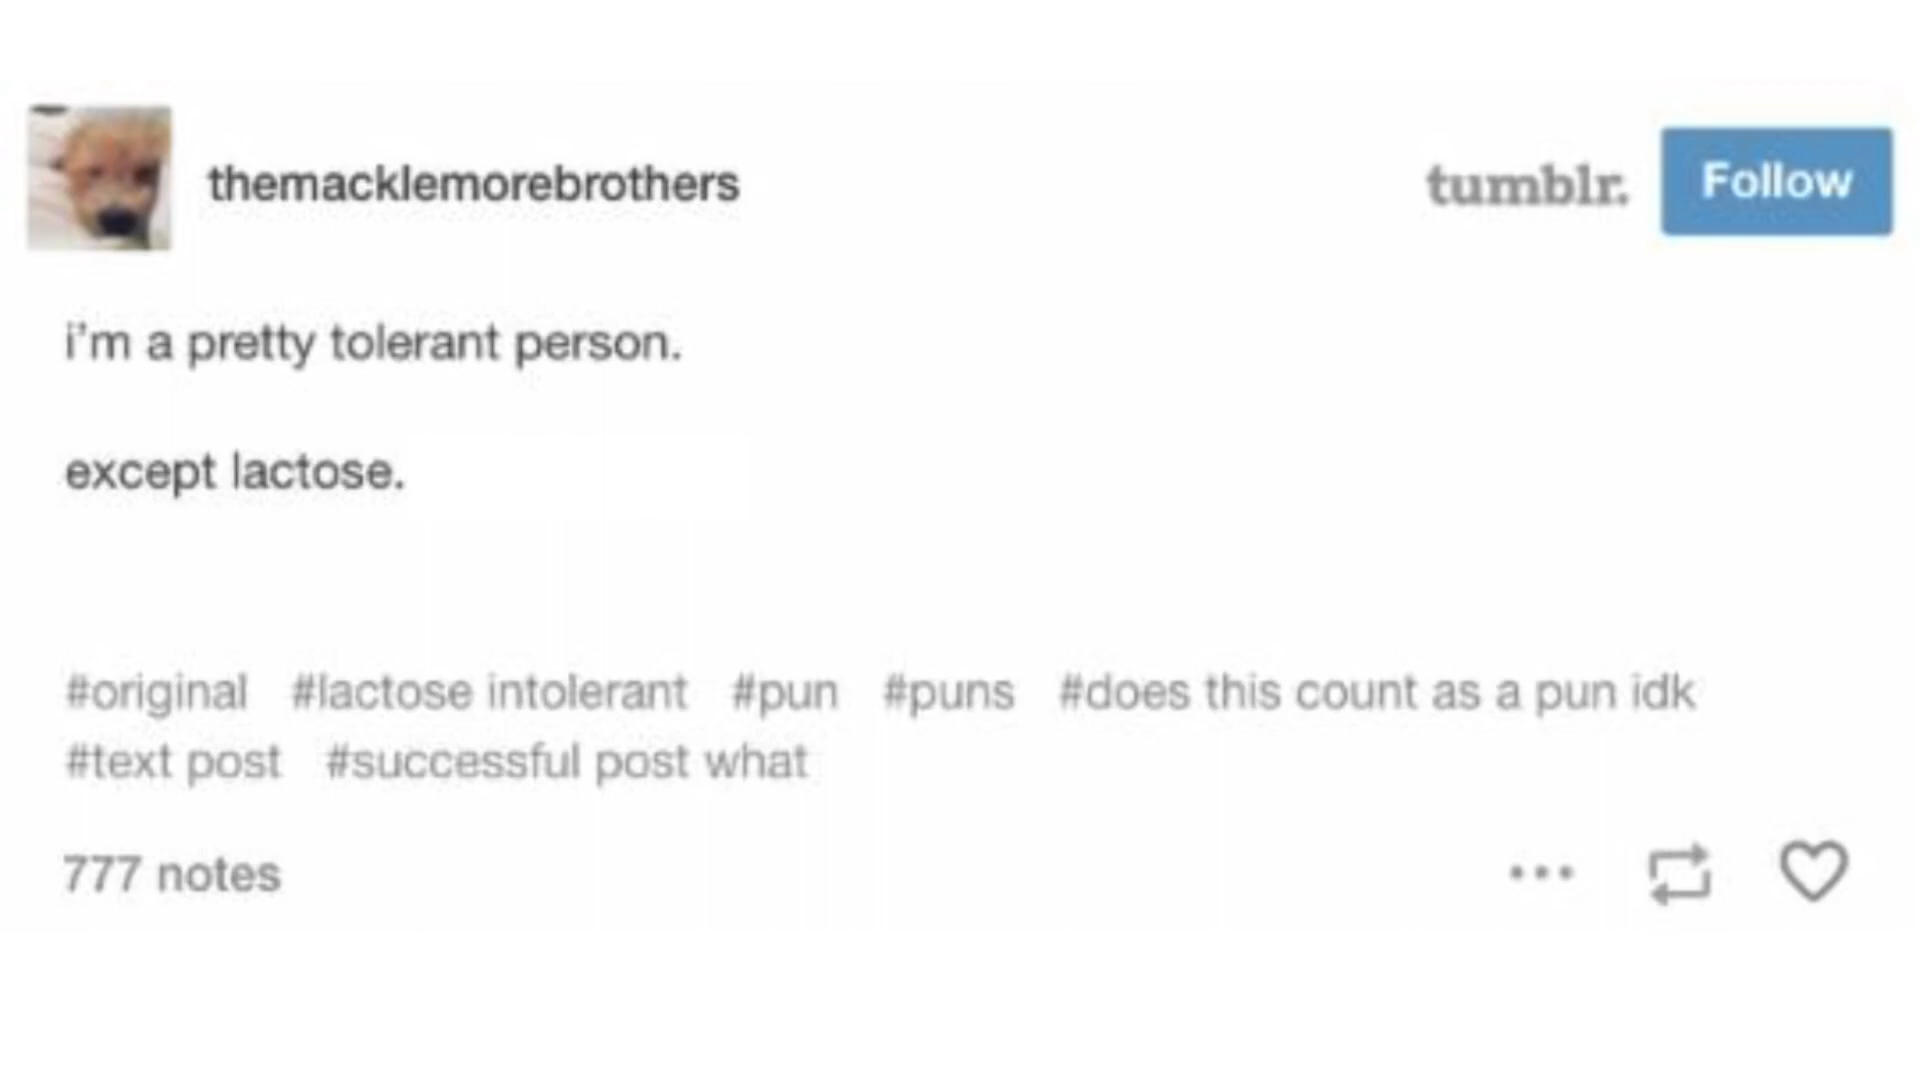 themacklemorebrothers
tumblr.
Follow
i'm a pretty tolerant person.
except lactose.
#original #lactose intolerant #pun #puns #does this count as a pun idk
#text post #successful post what
777 notes